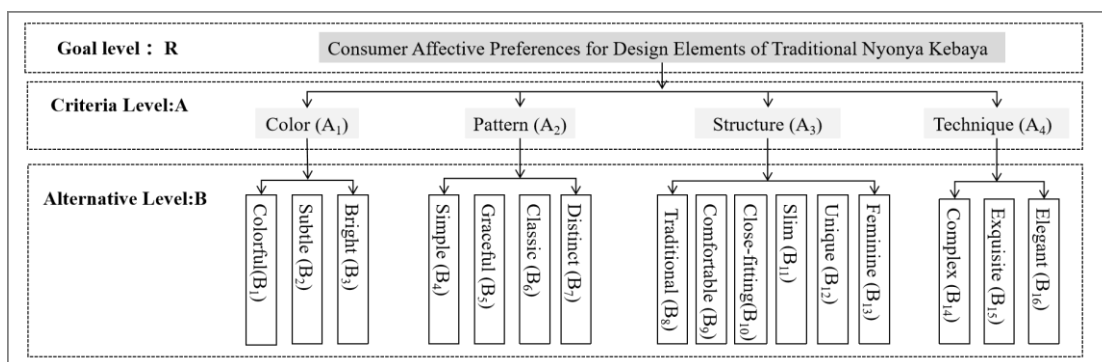 Goal level： R
Consumer Affective Preferences for Design Elements of Traditional Nyonya Kebaya
Criteria Level:A
Color (A₁)
Pattern (A₂)
Structure (A₃)
Technique (A₄)
Alternative Level:B
Colorful(B₁)
Subtle (B₂)
Bright (B₃)
Simple (B₄)
Graceful (B₅)
Classic (B₆)
Distinct (B₇)
Traditional (B₈)
Comfortable (B₉)
Close-fitting(B₁₀)
Slim (B₁₁)
Unique (B₁₂)
Feminine (B₁₃)
Complex (B₁₄)
Exquisite (B₁₅)
Elegant (B₁₆)